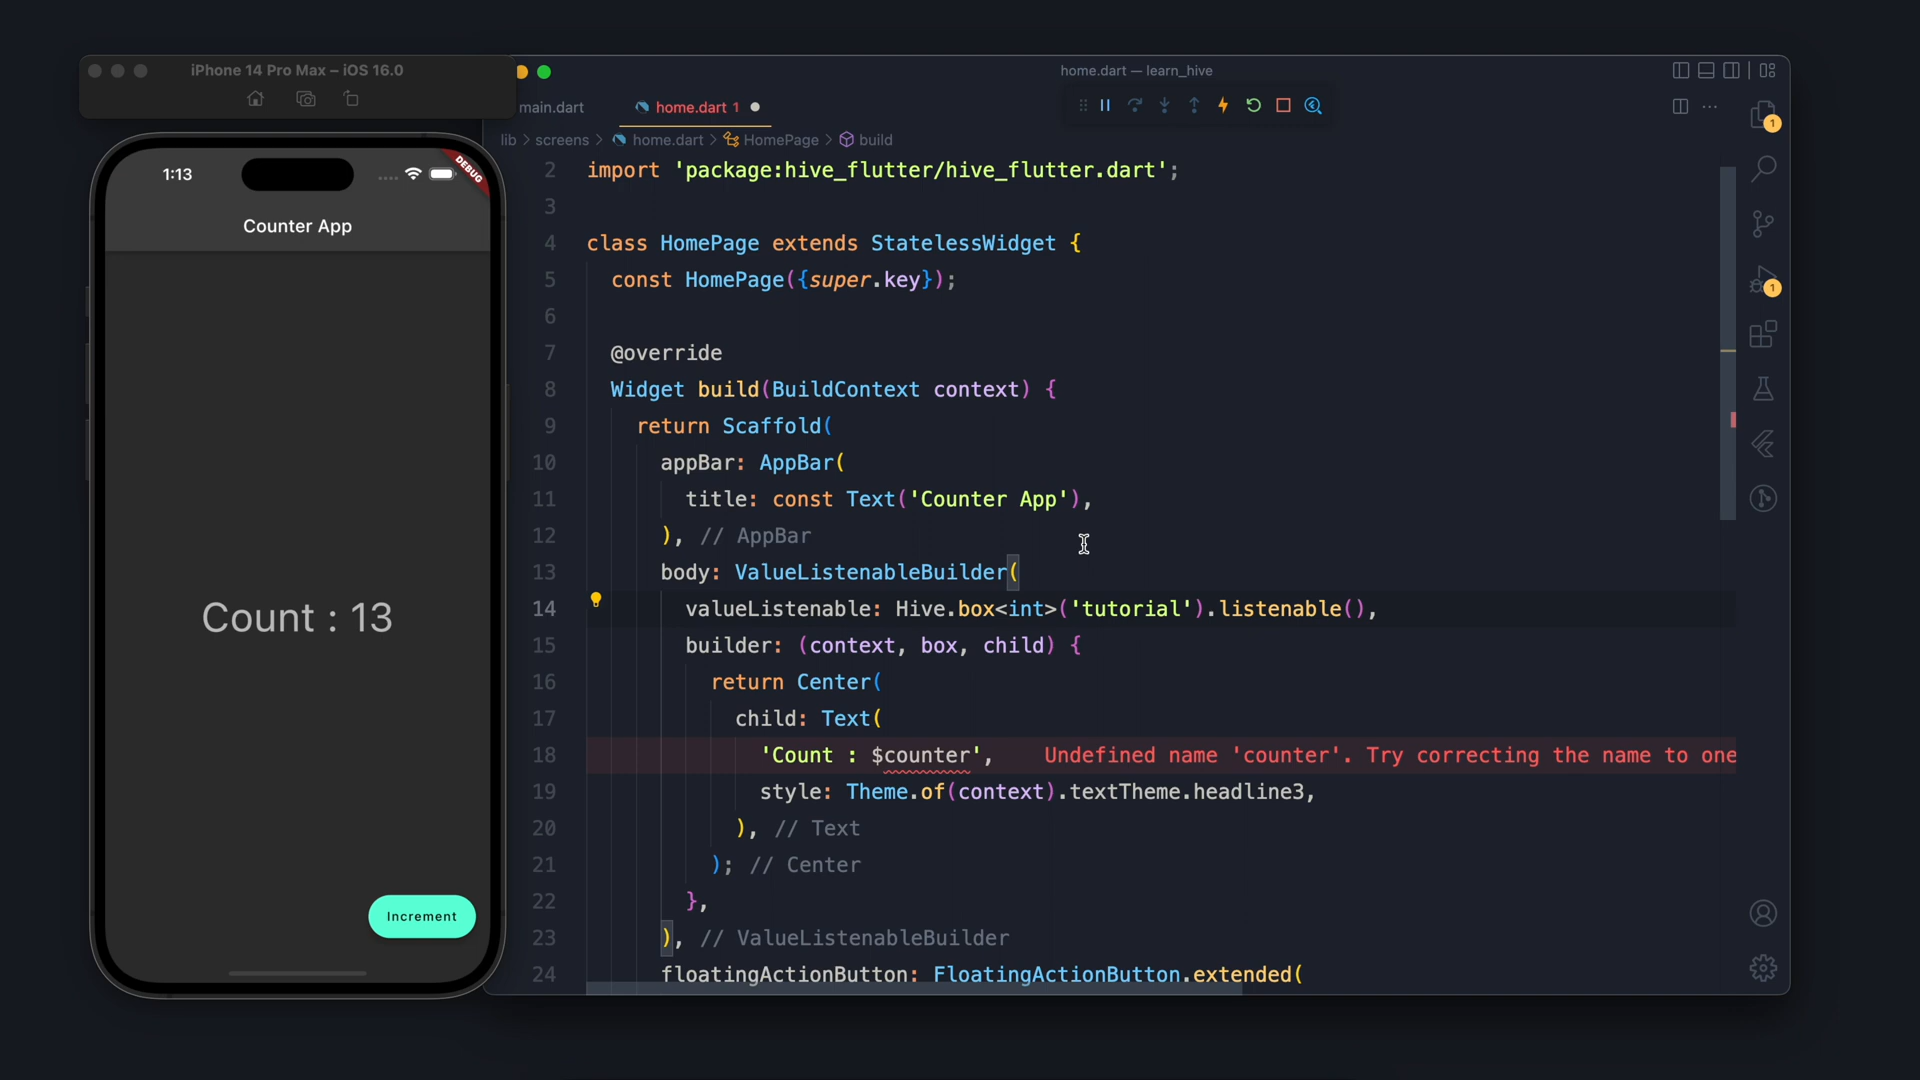 iPhone 14 Pro Max – iOS 16.0
1:13
DEBUG
Counter App
Count : 13
Increment
home.dart — learn_hive
main.dart
home.dart 1
lib > screens > home.dart > HomePage > build
2 import 'package:hive_flutter/hive_flutter.dart';
3
4 class HomePage extends StatelessWidget {
5 const HomePage({super.key});
6
7 @override
8 Widget build(BuildContext context) {
9 return Scaffold(
10 appBar: AppBar(
11 title: const Text('Counter App'),
12 ), // AppBar
13 body: ValueListenableBuilder(
14 valueListenable: Hive.box<int>('tutorial').listenable(),
15 builder: (context, box, child) {
16 return Center(
17 child: Text(
18 'Count : $counter', Undefined name 'counter'. Try correcting the name to one
19 style: Theme.of(context).textTheme.headline3,
20 ), // Text
21 ); // Center
22 },
23 ), // ValueListenableBuilder
24 floatingActionButton: FloatingActionButton.extended(
1
1